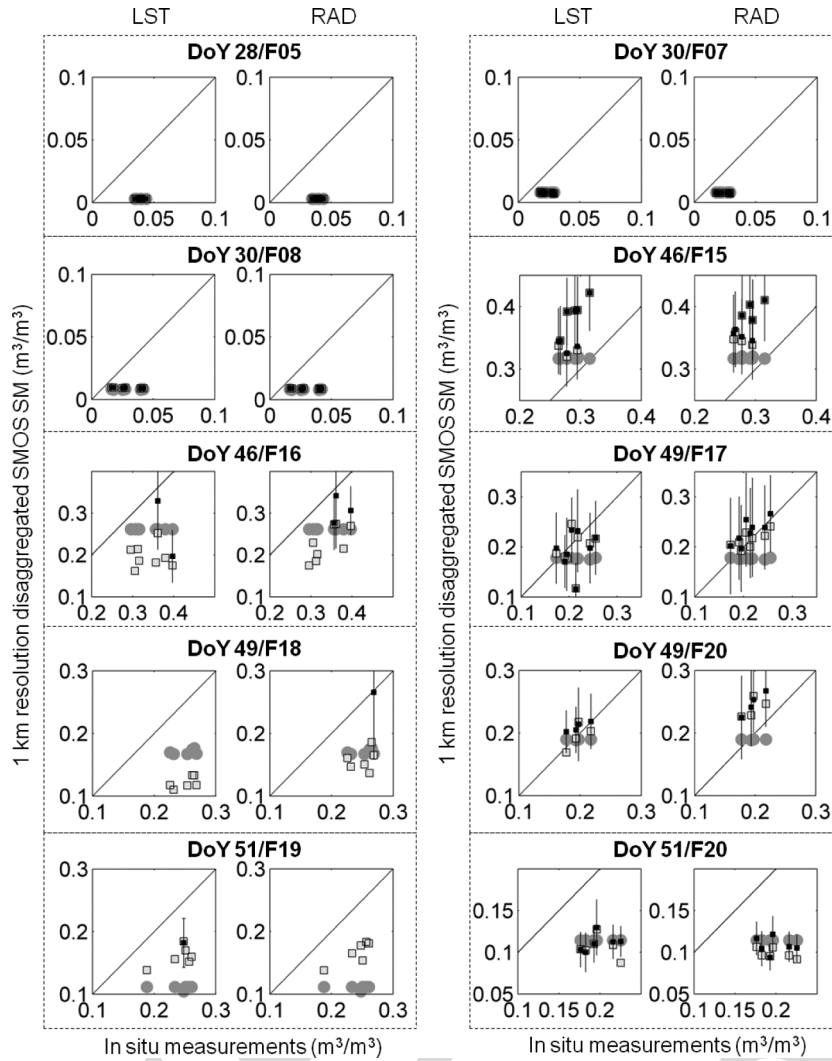 LST RAD LST RAD
DoY 28/F05
0.1 0.1
0.05 0.05
0 0
0 0.05 0.1 0 0.05 0.1
DoY 30/F07
0.1 0.1
0.05 0.05
0 0
0 0.05 0.1 0 0.05 0.1
DoY 30/F08
0.1 0.1
0.05 0.05
0 0
0 0.05 0.1 0 0.05 0.1
DoY 46/F15
0.4 0.4
0.3 0.3
0.2 0.3 0.4 0.2 0.3 0.4
DoY 46/F16
0.3 0.3
0.2 0.2
0.1 0.1
0.2 0.3 0.4 0.2 0.3 0.4
DoY 49/F17
0.3 0.3
0.2 0.2
0.1 0.1
0.1 0.2 0.3 0.1 0.2 0.3
DoY 49/F18
0.3 0.3
0.2 0.2
0.1 0.1
0.1 0.2 0.3 0.1 0.2 0.3
DoY 49/F20
0.3 0.3
0.2 0.2
0.1 0.1
0.1 0.2 0.3 0.1 0.2 0.3
DoY 51/F19
0.3 0.3
0.2 0.2
0.1 0.1
0.1 0.2 0.3 0.1 0.2 0.3
DoY 51/F20
0.15 0.15
0.1 0.1
0.05 0.05
0.1 0.15 0.2 0.1 0.15 0.2
1 km resolution disaggregated SMOS SM (m³/m³)
1 km resolution disaggregated SMOS SM (m³/m³)
In situ measurements (m³/m³) In situ measurements (m³/m³)